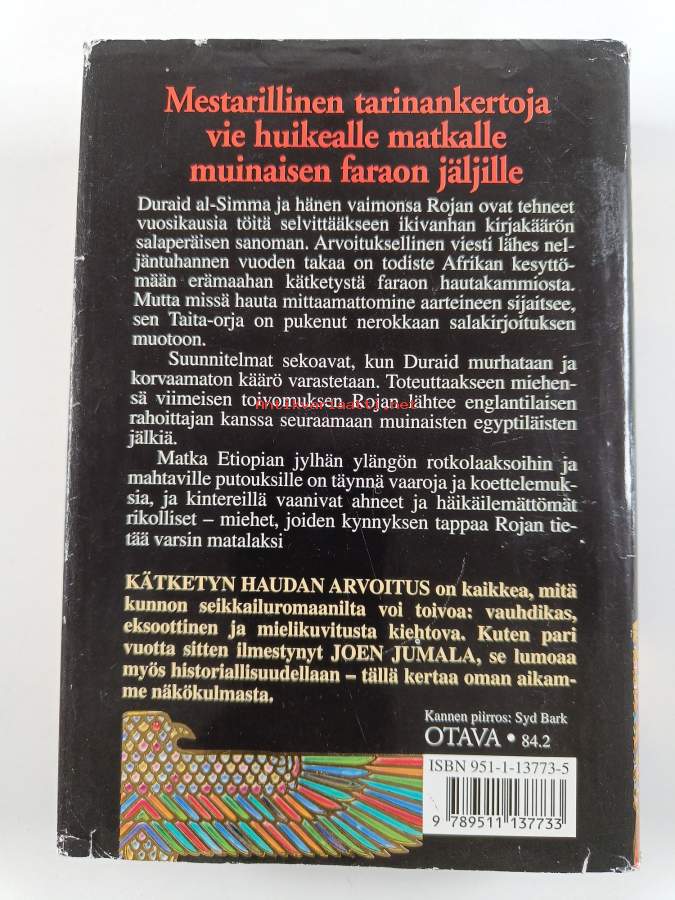 Mestarillinen tarinankertoja
vie huikealle matkalle
muinaisen faraon jäljille
Duraid al-Simma ja hänen vaimonsa Rojan ovat tehneet
vuosikausia töitä selvittääkseen ikivanhan kirjakäärön
salaperäisen sanoman. Arvoituksellinen viesti lähes nel-
jäntuhannen vuoden takaa on todiste Afrikan kesyttö-
mään erämaahan kätketystä faraon hautakammiosta.
Mutta missä hauta mittaamattomine aarteineen sijaitsee,
sen Taita-orja on pukenut nerokkaan salakirjoituksen
muotoon.
Suunnitelmat sekoavat, kun Duraid murhataan ja
korvaamaton käärö varastetaan. Toteuttaakseen miehen-
sä viimeisen toivomuksen Rojan lähtee englantilaisen
antikvariaatti.net
rahoittajan kanssa seuraamaan muinaisten egyptiläisten
jälkiä.
Matka Etiopian jylhän ylängön rotkolaaksoihin ja
mahtaville putouksille on täynnä vaaroja ja koettelemuk-
sia, ja kintereillä vaanivat ahneet ja häikäilemättömät
rikolliset – miehet, joiden kynnyksen tappaa Rojan tie-
tää varsin matalaksi
KÄTKETYN HAUDAN ARVOITUS on kaikkea, mitä
kunnon seikkailuromaanilta voi toivoa: vauhdikas,
eksoottinen ja mielikuvitusta kiehtova. Kuten pari
vuotta sitten ilmestynyt JOEN JUMALA, se lumoaa
myös historiallisuudellaan – tällä kertaa oman aikam-
me näkökulmasta.
Kannen piirros: Syd Bark
OTAVA • 84.2
ISBN 951-1-13773-5
9 789511 137733